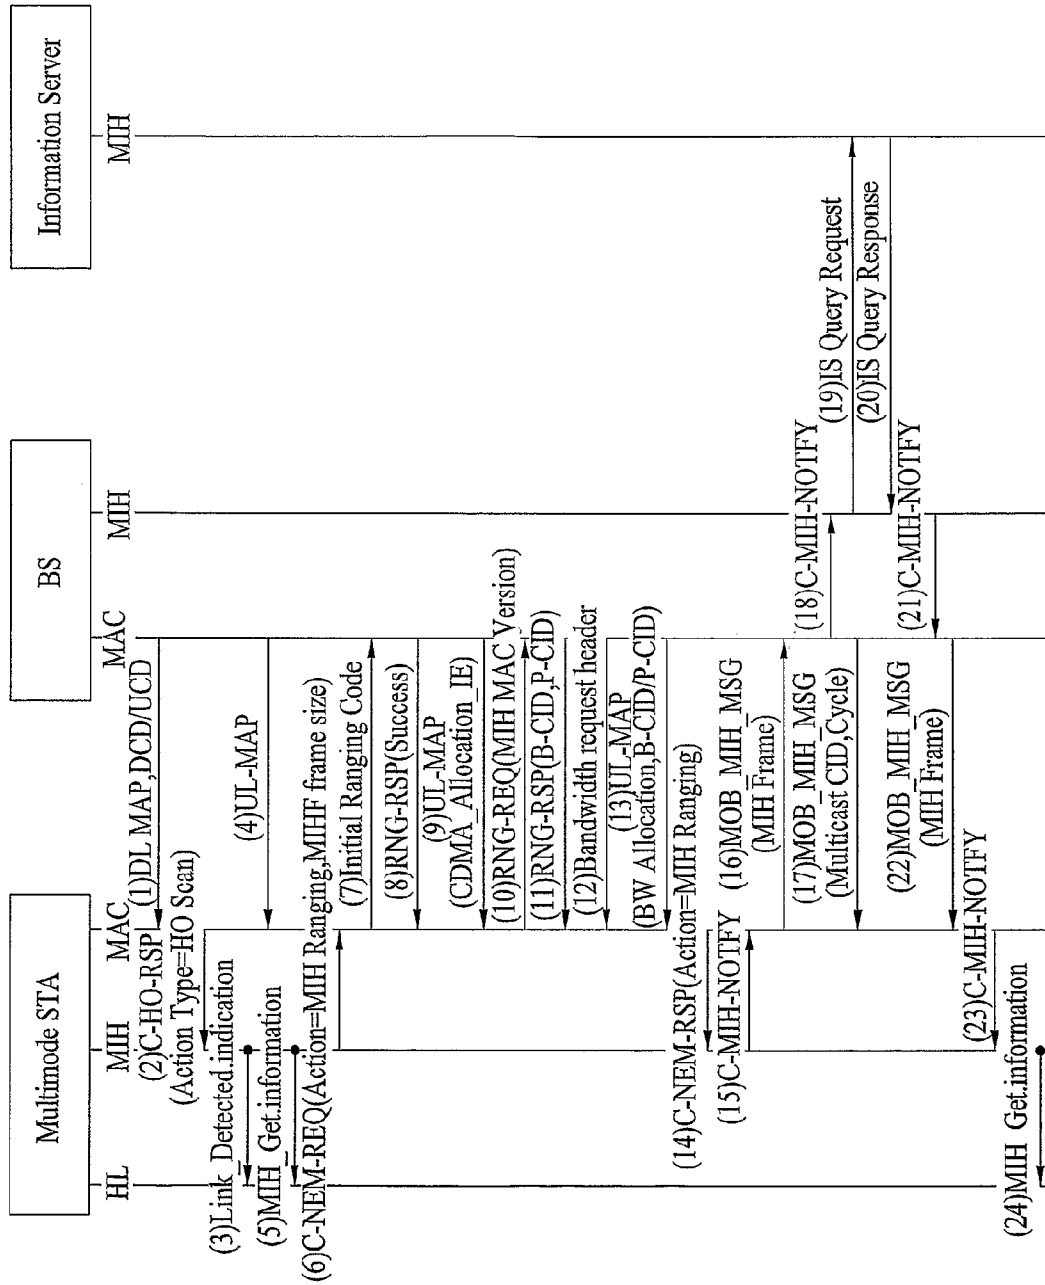 Multimode STA
BS
Information Server
HL
MIH
MAC
MAC
MIH
MIH
(1)DL MAP,DCD/UCD
(2)C-HO-RSP
(Action Type=HO Scan)
(3)Link_Detected.indication
(4)UL-MAP
(5)MIH_Get.information
(6)C-NEM-REQ(Action=MIH Ranging,MIHF frame size)
(7)Initial Ranging Code
(8)RNG-RSP(Success)
(9)UL-MAP
(CDMA_Allocation_IE)
(10)RNG-REQ(MIH MAC Version)
(11)RNG-RSP(B-CID,P-CID)
(12)Bandwidth request header
(13)UL-MAP
(BW Allocation,B-CID/P-CID)
(14)C-NEM-RSP(Action=MIH Ranging)
(15)C-MIH-NOTFY
(16)MOB_MIH_MSG
(MIH Frame)
(17)MOB_MIH_MSG
(Multicast CID,Cycle)
(18)C-MIH-NOTFY
(19)IS Query Request
(20)IS Query Response
(21)C-MIH-NOTFY
(22)MOB_MIH_MSG
(MIH Frame)
(23)C-MIH-NOTFY
(24)MIH_Get.information